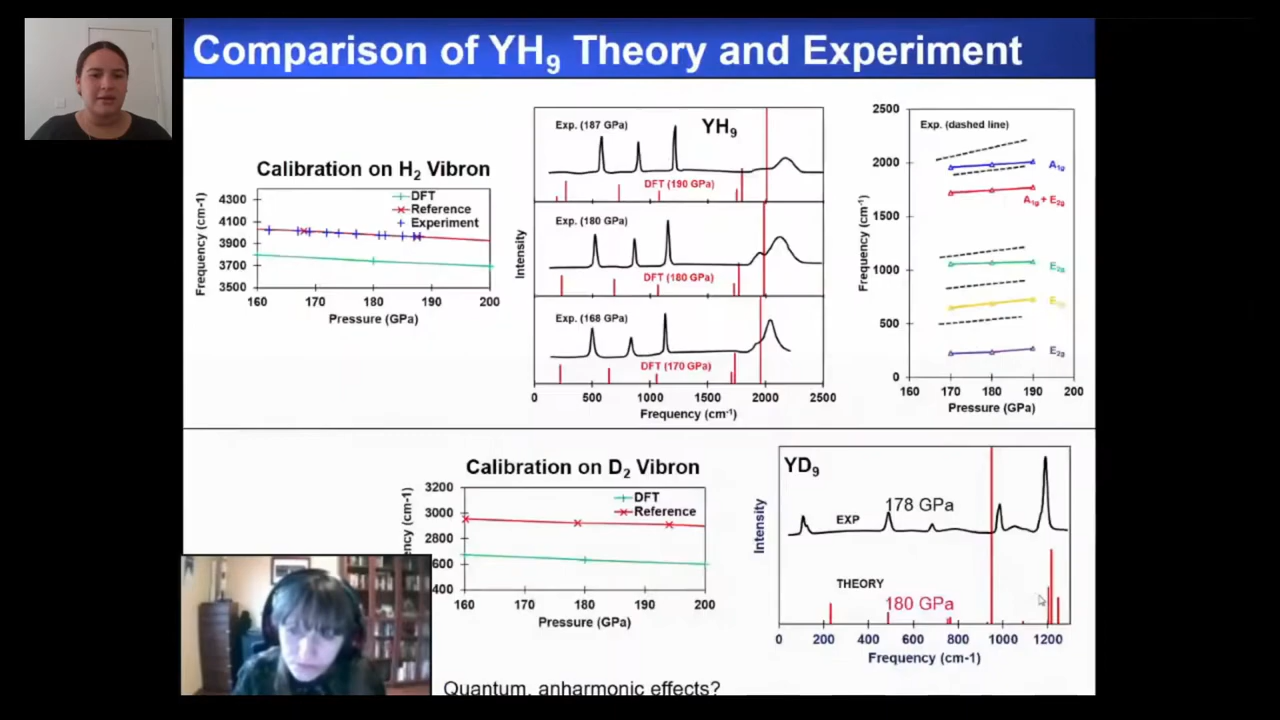 Comparison of YH9 Theory and Experiment
Calibration on H2 Vibron
Frequency (cm-1)
4300
4100
3900
3700
3500
DFT
Reference
Experiment
160 170 180 190 200
Pressure (GPa)
YH9
Intensity
Exp. (187 GPa)
DFT (190 GPa)
Exp. (180 GPa)
DFT (180 GPa)
Exp. (168 GPa)
DFT (170 GPa)
0 500 1000 1500 2000 2500
Frequency (cm-1)
Frequency (cm-1)
2500
2000
1500
1000
500
0
Exp. (dashed line)
A1g
A1g + E2g
E2g
E1g
E2g
160 170 180 190 200
Pressure (GPa)
Calibration on D2 Vibron
3200
3000
2800
DFT
Reference
160 170 180 190 200
Pressure (GPa)
YD9
Intensity
178 GPa
EXP
THEORY
180 GPa
0 200 400 600 800 1000 1200
Frequency (cm-1)
Quantum, anharmonic effects?